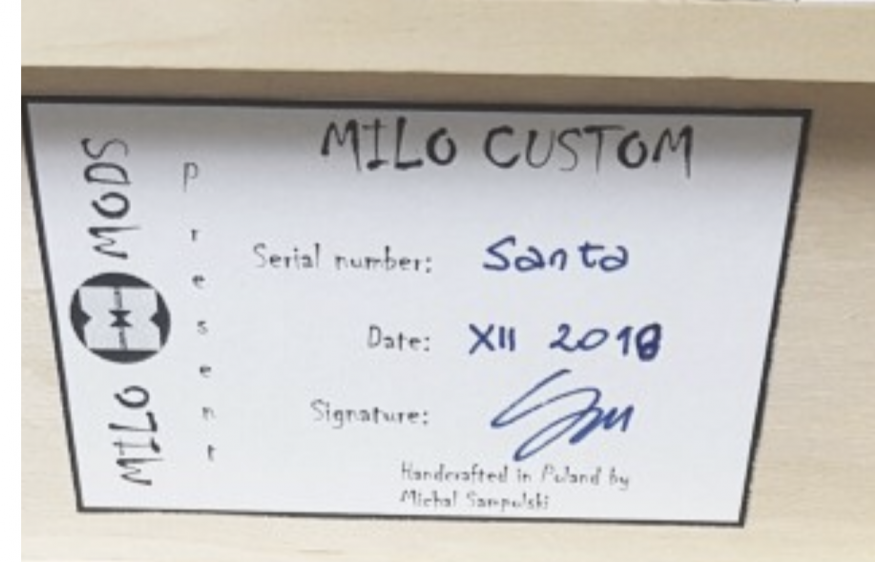 MILO CUSTOM
MILO MODS
present
Serial number: Santa
Date: XII 2018
Signature:
Handcrafted in Poland by
Michal Sampolski